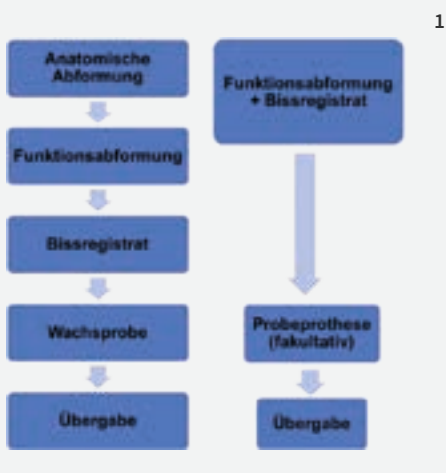 1
Anatomische
Abformung
Funktionsabformung
Bissregistrat
Wachsprobe
Übergabe
Funktionsabformung
+ Bissregistrat
Probeprothese
(fakultativ)
Übergabe